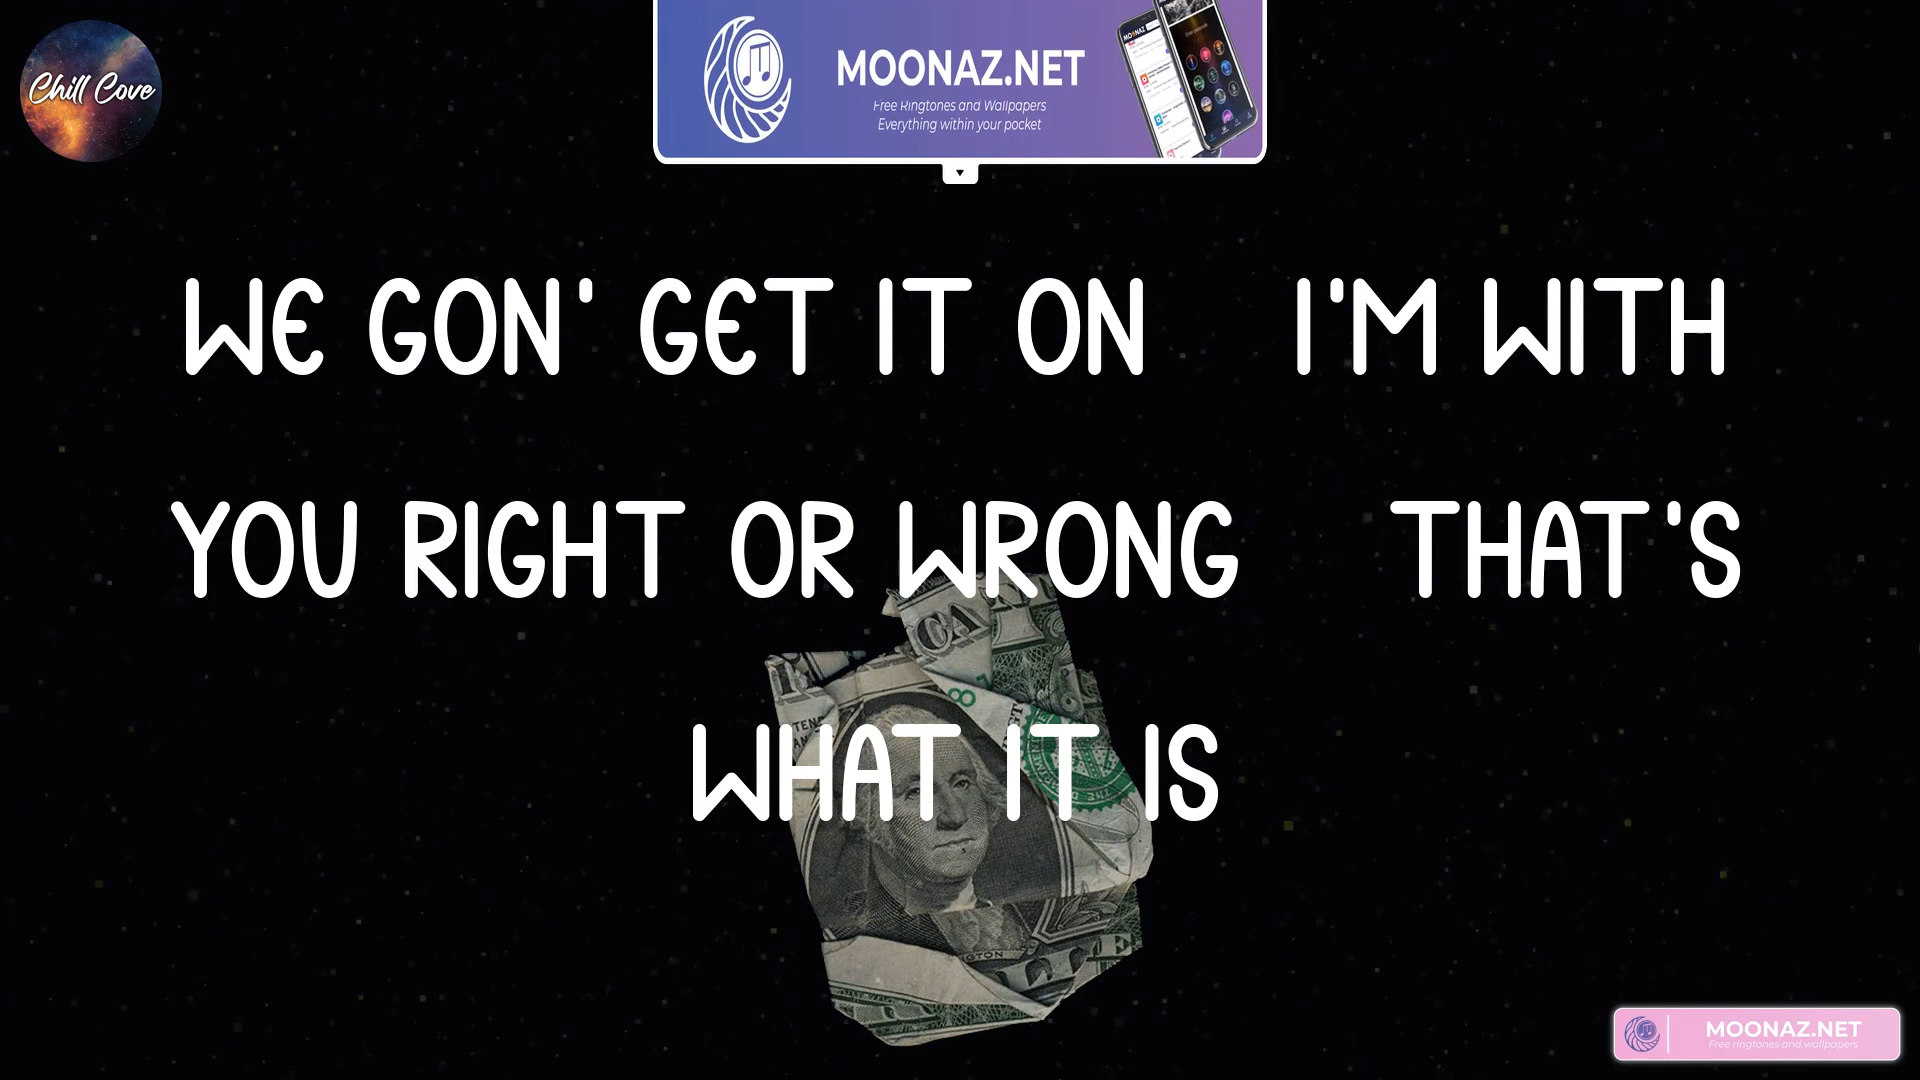 Chill Cove
MOONAZ.NET
Free Ringtones and Wallpapers
Everything within your pocket
WE GON' GET IT ON I'M WITH
YOU RIGHT OR WRONG THAT'S
WHAT IT IS
MOONAZ.NET
Free ringtones and wallpapers